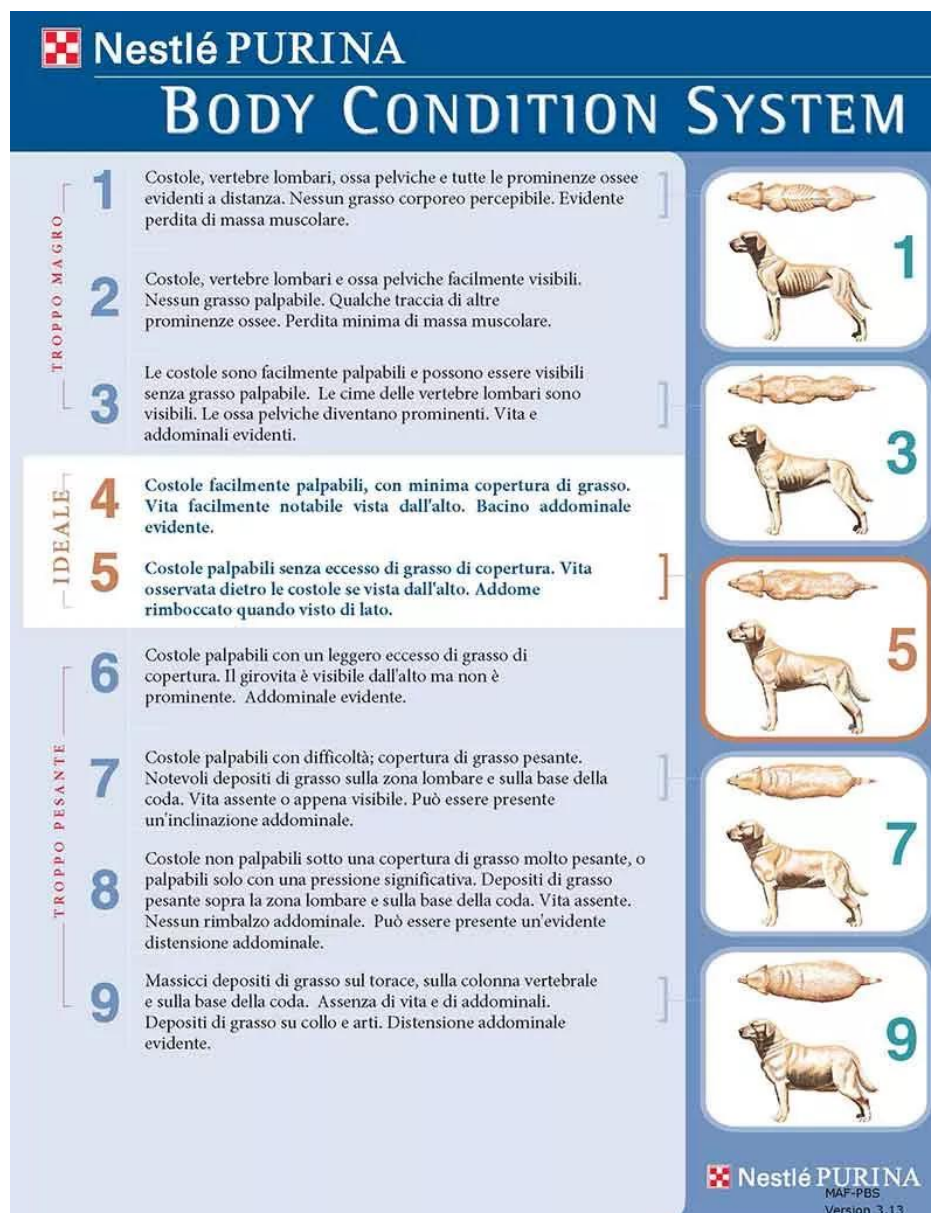 Nestlé PURINA
BODY CONDITION SYSTEM
TROPPO MAGRO
1
Costole, vertebre lombari, ossa pelviche e tutte le prominenze ossee
evidenti a distanza. Nessun grasso corporeo percepibile. Evidente
perdita di massa muscolare.
2
Costole, vertebre lombari e ossa pelviche facilmente visibili.
Nessun grasso palpabile. Qualche traccia di altre
prominenze ossee. Perdita minima di massa muscolare.
3
Le costole sono facilmente palpabili e possono essere visibili
senza grasso palpabile. Le cime delle vertebre lombari sono
visibili. Le ossa pelviche diventano prominenti. Vita e
addominali evidenti.
IDEALE
4
Costole facilmente palpabili, con minima copertura di grasso.
Vita facilmente notabile vista dall'alto. Bacino addominale
evidente.
5
Costole palpabili senza eccesso di grasso di copertura. Vita
osservata dietro le costole se vista dall'alto. Addome
rimboccato quando visto di lato.
TROPPO PESANTE
6
Costole palpabili con un leggero eccesso di grasso di
copertura. Il girovita è visibile dall'alto ma non è
prominente. Addominale evidente.
7
Costole palpabili con difficoltà; copertura di grasso pesante.
Notevoli depositi di grasso sulla zona lombare e sulla base della
coda. Vita assente o appena visibile. Può essere presente
un'inclinazione addominale.
8
Costole non palpabili sotto una copertura di grasso molto pesante, o
palpabili solo con una pressione significativa. Depositi di grasso
pesante sopra la zona lombare e sulla base della coda. Vita assente.
Nessun rimbalzo addominale. Può essere presente un'evidente
distensione addominale.
9
Massicci depositi di grasso sul torace, sulla colonna vertebrale
e sulla base della coda. Assenza di vita e di addominali.
Depositi di grasso su collo e arti. Distensione addominale
evidente.
1
3
5
7
9
Nestlé PURINA
MAF-PBS
Version 3.13